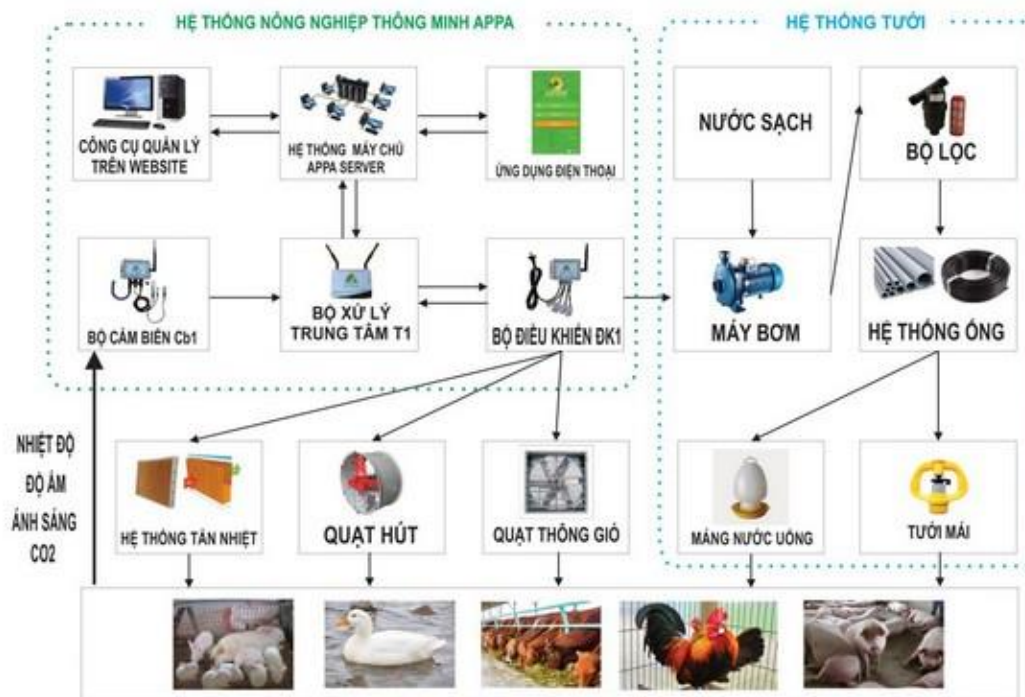 HỆ THỐNG NÔNG NGHIỆP THÔNG MINH APPA
HỆ THỐNG TƯỚI
CÔNG CỤ QUẢN LÝ
TRÊN WEBSITE
HỆ THỐNG MÁY CHỦ
APPA SERVER
ỨNG DỤNG ĐIỆN THOẠI
NƯỚC SẠCH
BỘ LỌC
BỘ CẢM BIẾN Cb1
BỘ XỬ LÝ
TRUNG TÂM T1
BỘ ĐIỀU KHIỂN ĐK1
MÁY BƠM
HỆ THỐNG ỐNG
NHIỆT ĐỘ
ĐỘ ẨM
ÁNH SÁNG
CO2
HỆ THỐNG TẢN NHIỆT
QUẠT HÚT
QUẠT THÔNG GIÓ
MÁNG NƯỚC UỐNG
TƯỚI MÁI